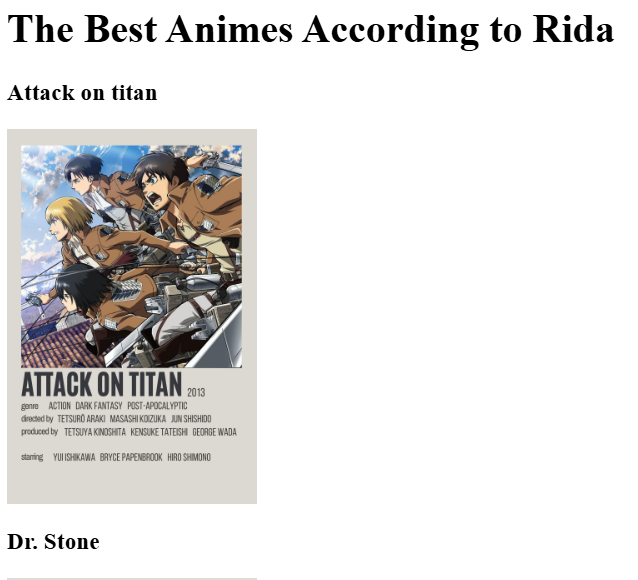 The Best Animes According to Rida
Attack on titan
ATTACK ON TITAN 2013
genre ACTION DARK FANTASY POST-APOCALYPTIC
directed by TETSURŌ ARAKI MASASHI KOIZUKA JUN SHISHIDO
produced by TETSUYA KINOSHITA KENSUKE TATEISHI GEORGE WADA
starring YUI ISHIKAWA BRYCE PAPENBROOK HIRO SHIMONO
Dr. Stone